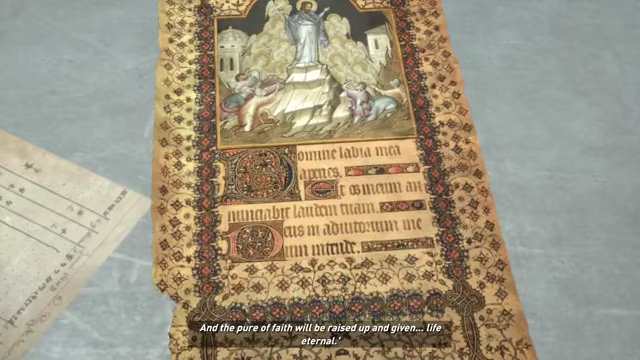 Domine labia mea
aperies.
Et os meum an
nunciabit laudem tuam.
Deus in adiutorium me
um intende.
And the pure of faith will be raised up and given... life
eternal.'